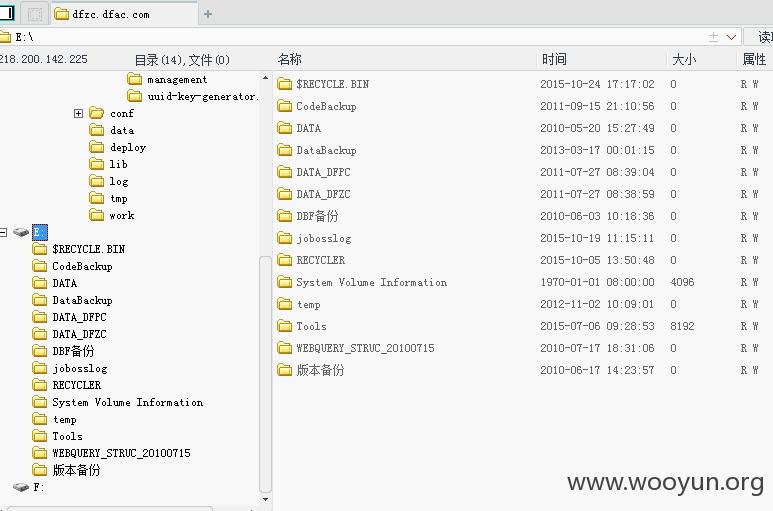 dfzc.dfac.com
E:\
读
218.200.142.225 目录(14),文件(0) 名称 时间 大小 属性
management
uuid-key-generator.
conf
data
deploy
lib
log
tmp
work
E:
$RECYCLE.BIN
CodeBackup
DATA
DataBackup
DATA_DFPC
DATA_DFZC
DBF备份
jobosslog
RECYCLER
System Volume Information
temp
Tools
WEBQUERY_STRUC_20100715
版本备份
F:
$RECYCLE.BIN 2015-10-24 17:17:02 0 R W
CodeBackup 2011-09-15 21:10:56 0 R W
DATA 2010-05-20 15:27:49 0 R W
DataBackup 2013-03-17 00:01:15 0 R W
DATA_DFPC 2011-07-27 08:39:04 0 R W
DATA_DFZC 2011-07-27 08:38:59 0 R W
DBF备份 2010-06-03 10:18:36 0 R W
jobosslog 2015-10-19 11:15:11 0 R W
RECYCLER 2015-10-05 13:50:48 0 R W
System Volume Information 1970-01-01 08:00:00 4096 R W
temp 2012-11-02 10:09:01 0 R W
Tools 2015-07-06 09:28:53 8192 R W
WEBQUERY_STRUC_20100715 2010-07-17 18:31:06 0 R W
版本备份 2010-06-17 14:23:57 0 R W
www.wooyun.org